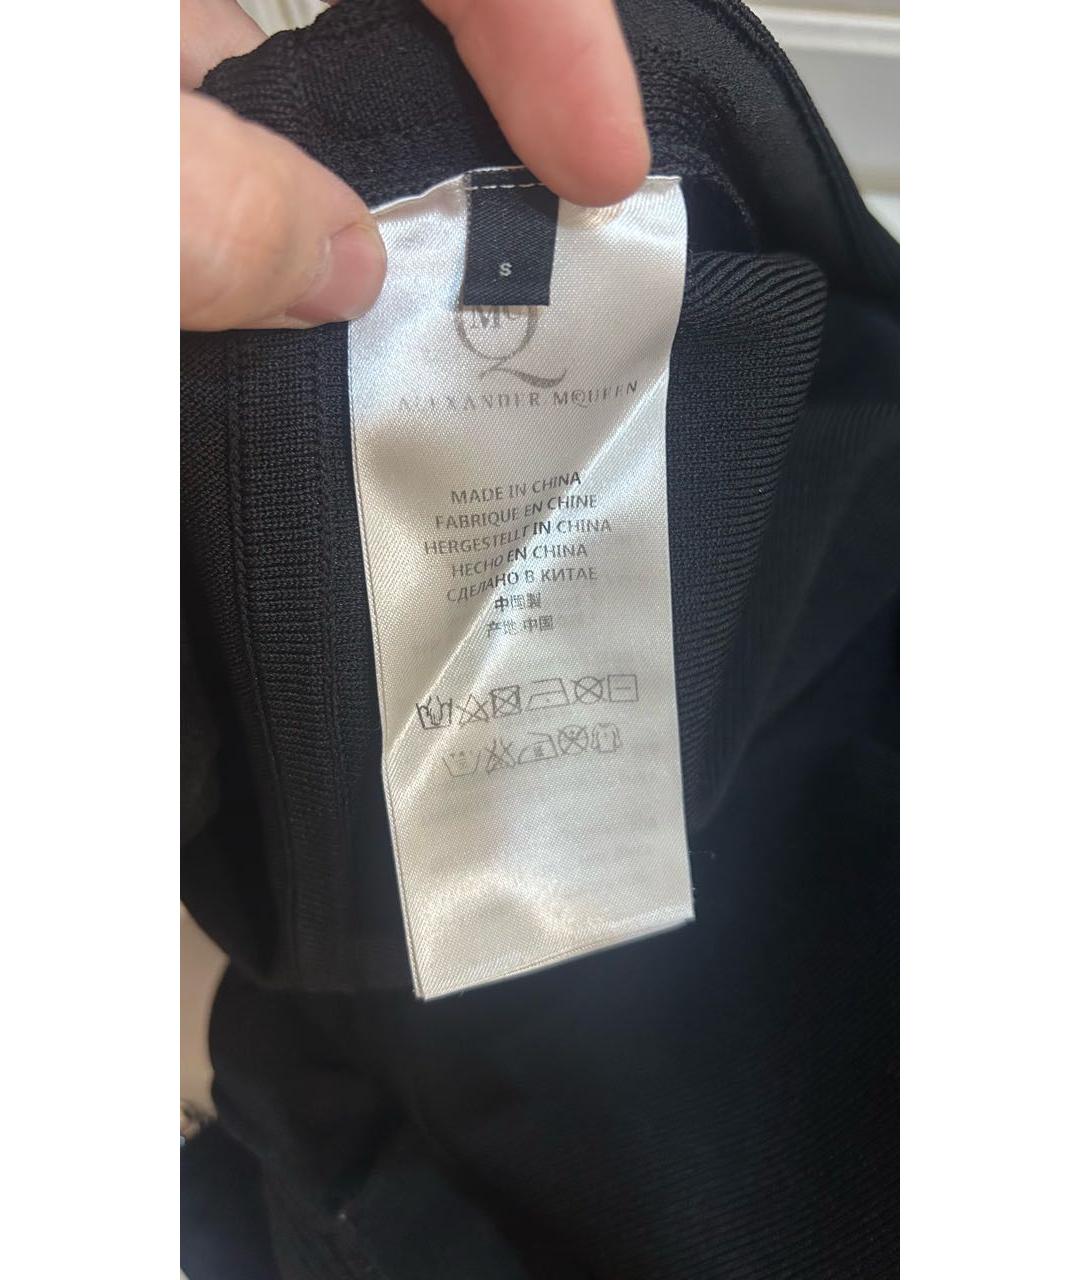 S
McQ
ALEXANDER McQUEEN
MADE IN CHINA
FABRIQUE EN CHINE
HERGESTELLT IN CHINA
HECHO EN CHINA
СДЕЛАНО В КИТАЕ
中国製
产地 中国